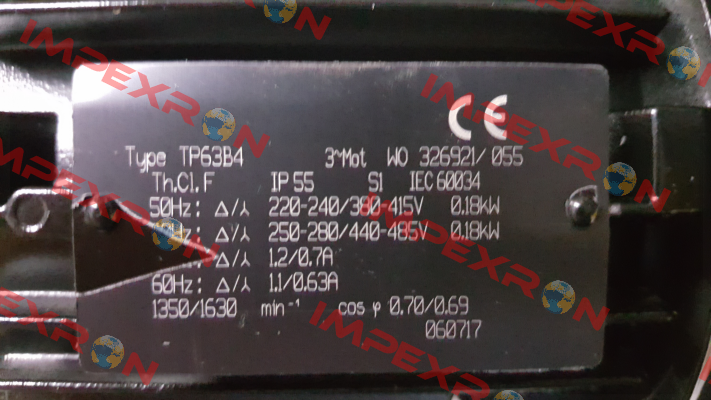 CE
Type TP63B4 3~Mot WO 326921/055
Th.Cl.F IP 55 S1 IEC 60034
50Hz: Δ/⅄ 220-240/380-415V 0.18kW
Δ/⅄ 250-280/440-485V 0.18kW
Δ/⅄ 1.2/0.7A
60Hz: Δ/⅄ 1.1/0.63A
1350/1630 min⁻¹ cos φ 0.70/0.69
060717
IMPEXRON
IMPEXRON
IMPEXRON
IMPEXRON
IMPEXRON